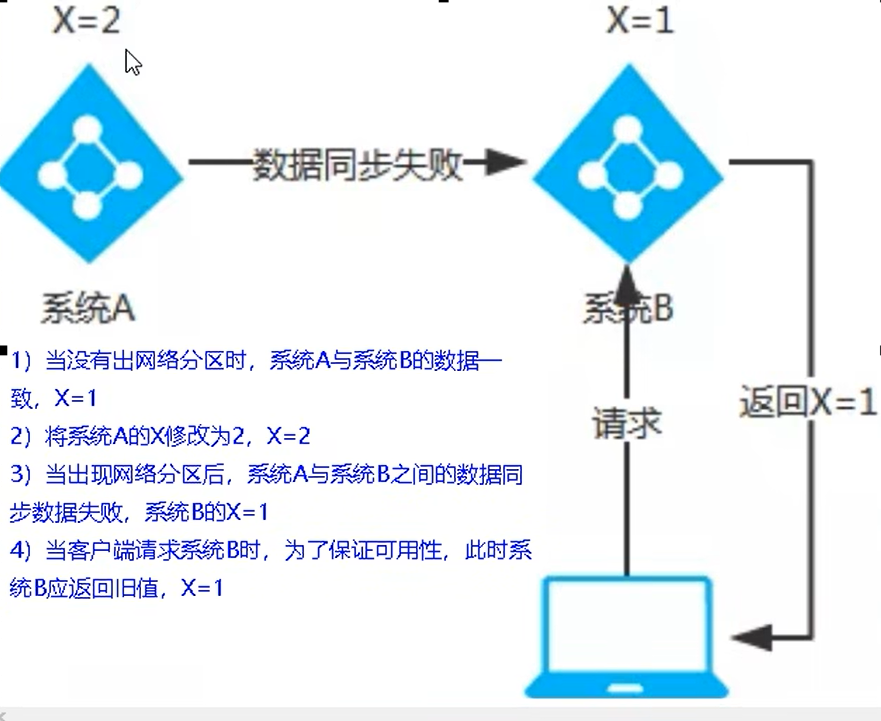 X=2
X=1
数据同步失败
系统A
系统B
1）当没有出网络分区时，系统A与系统B的数据一
致，X=1
2）将系统A的X修改为2，X=2
3）当出现网络分区后，系统A与系统B之间的数据同
步数据失败，系统B的X=1
4）当客户端请求系统B时，为了保证可用性，此时系
统B应返回旧值，X=1
请求
返回X=1